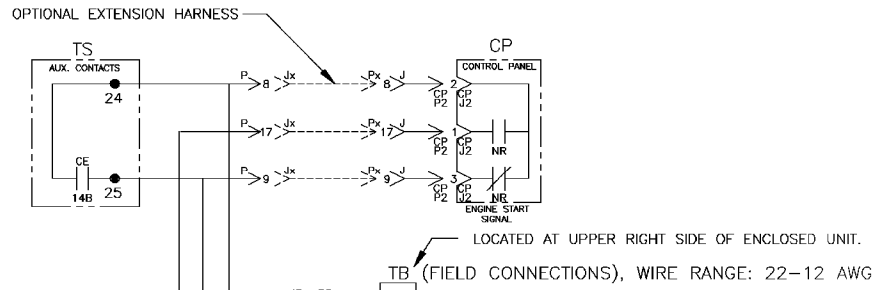 OPTIONAL EXTENSION HARNESS
TS
CP
AUX. CONTACTS
CONTROL PANEL
24
P 8 Jx Px 8 J 2
CP CP
P2 J2
P 17 Jx Px 17 J 1
CP CP
P2 J2
NR
CE
14B
25
P 9 Jx Px 9 J 3
CP CP
P2 J2
NR
ENGINE START
SIGNAL
LOCATED AT UPPER RIGHT SIDE OF ENCLOSED UNIT.
TB (FIELD CONNECTIONS), WIRE RANGE: 22-12 AWG